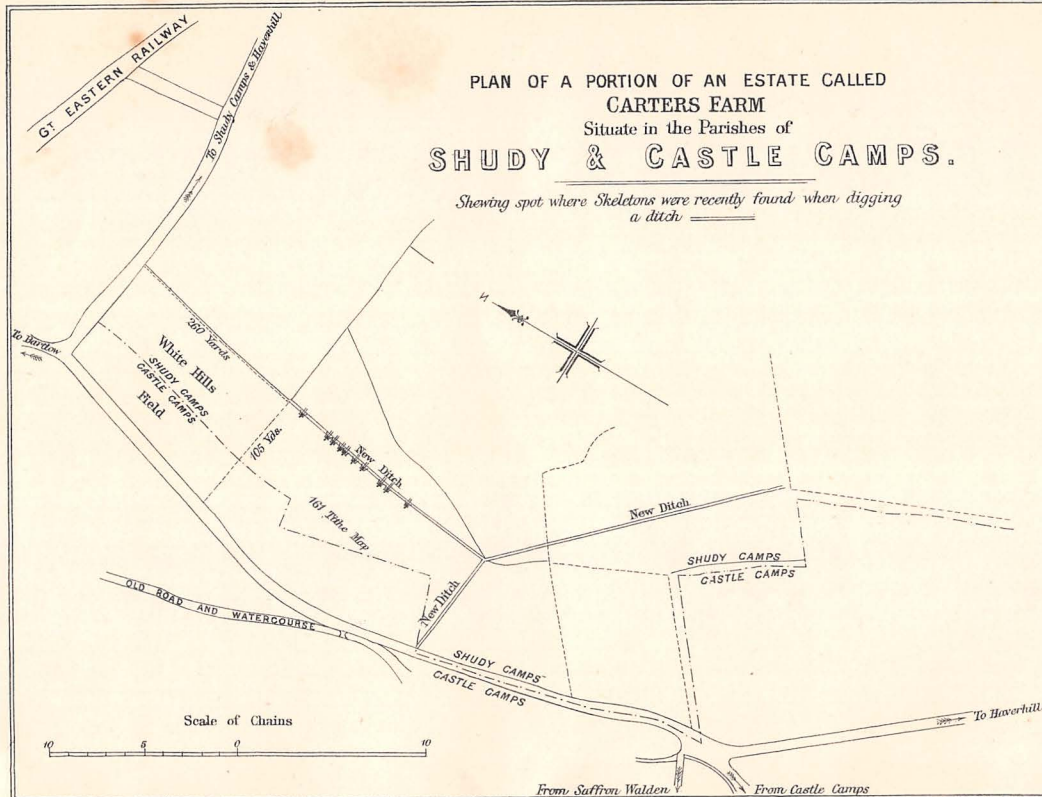 PLAN OF A PORTION OF AN ESTATE CALLED
CARTERS FARM
Situate in the Parishes of
SHUDY & CASTLE CAMPS.
Shewing spot where Skeletons were recently found when digging
a ditch
GT EASTERN RAILWAY
To Shudy Camps & Haverhill
To Bartlow
260 Yards
White Hills
SHUDY CAMPS
CASTLE CAMPS
Field
105 Yds.
N
New Ditch
161 Tithe Map
New Ditch
New Ditch
SHUDY CAMPS
CASTLE CAMPS
OLD ROAD AND WATERCOURSE
SHUDY CAMPS
CASTLE CAMPS
Scale of Chains
10 5 0 10
To Haverhill
From Saffron Walden
From Castle Camps